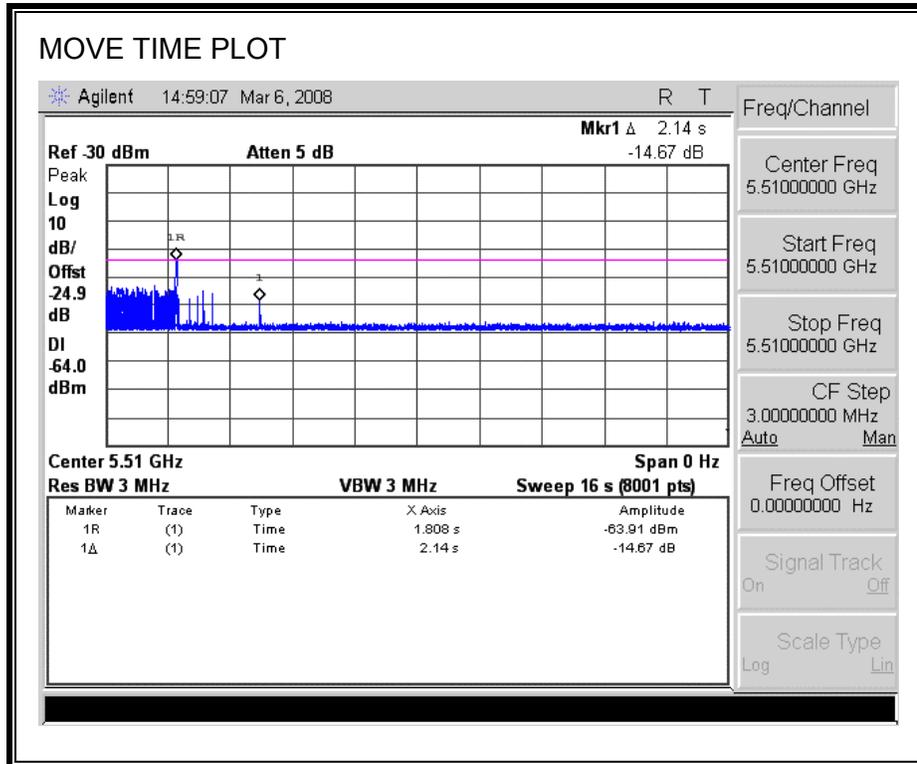 MOVE TIME PLOT
Agilent 14:59:07 Mar 6, 2008 R T
Mkr1 Δ 2.14 s
Ref -30 dBm Atten 5 dB -14.67 dB
Peak
Log
10
dB/
Offst
-24.9
dB
DI
-64.0
dBm
1R
1
Center 5.51 GHz Span 0 Hz
Res BW 3 MHz VBW 3 MHz Sweep 16 s (8001 pts)
Marker Trace Type X Axis Amplitude
1R (1) Time 1.808 s -63.91 dBm
1Δ (1) Time 2.14 s -14.67 dB
Freq/Channel
Center Freq
5.51000000 GHz
Start Freq
5.51000000 GHz
Stop Freq
5.51000000 GHz
CF Step
3.00000000 MHz
Auto Man
Freq Offset
0.00000000 Hz
Signal Track
On Off
Scale Type
Log Lin